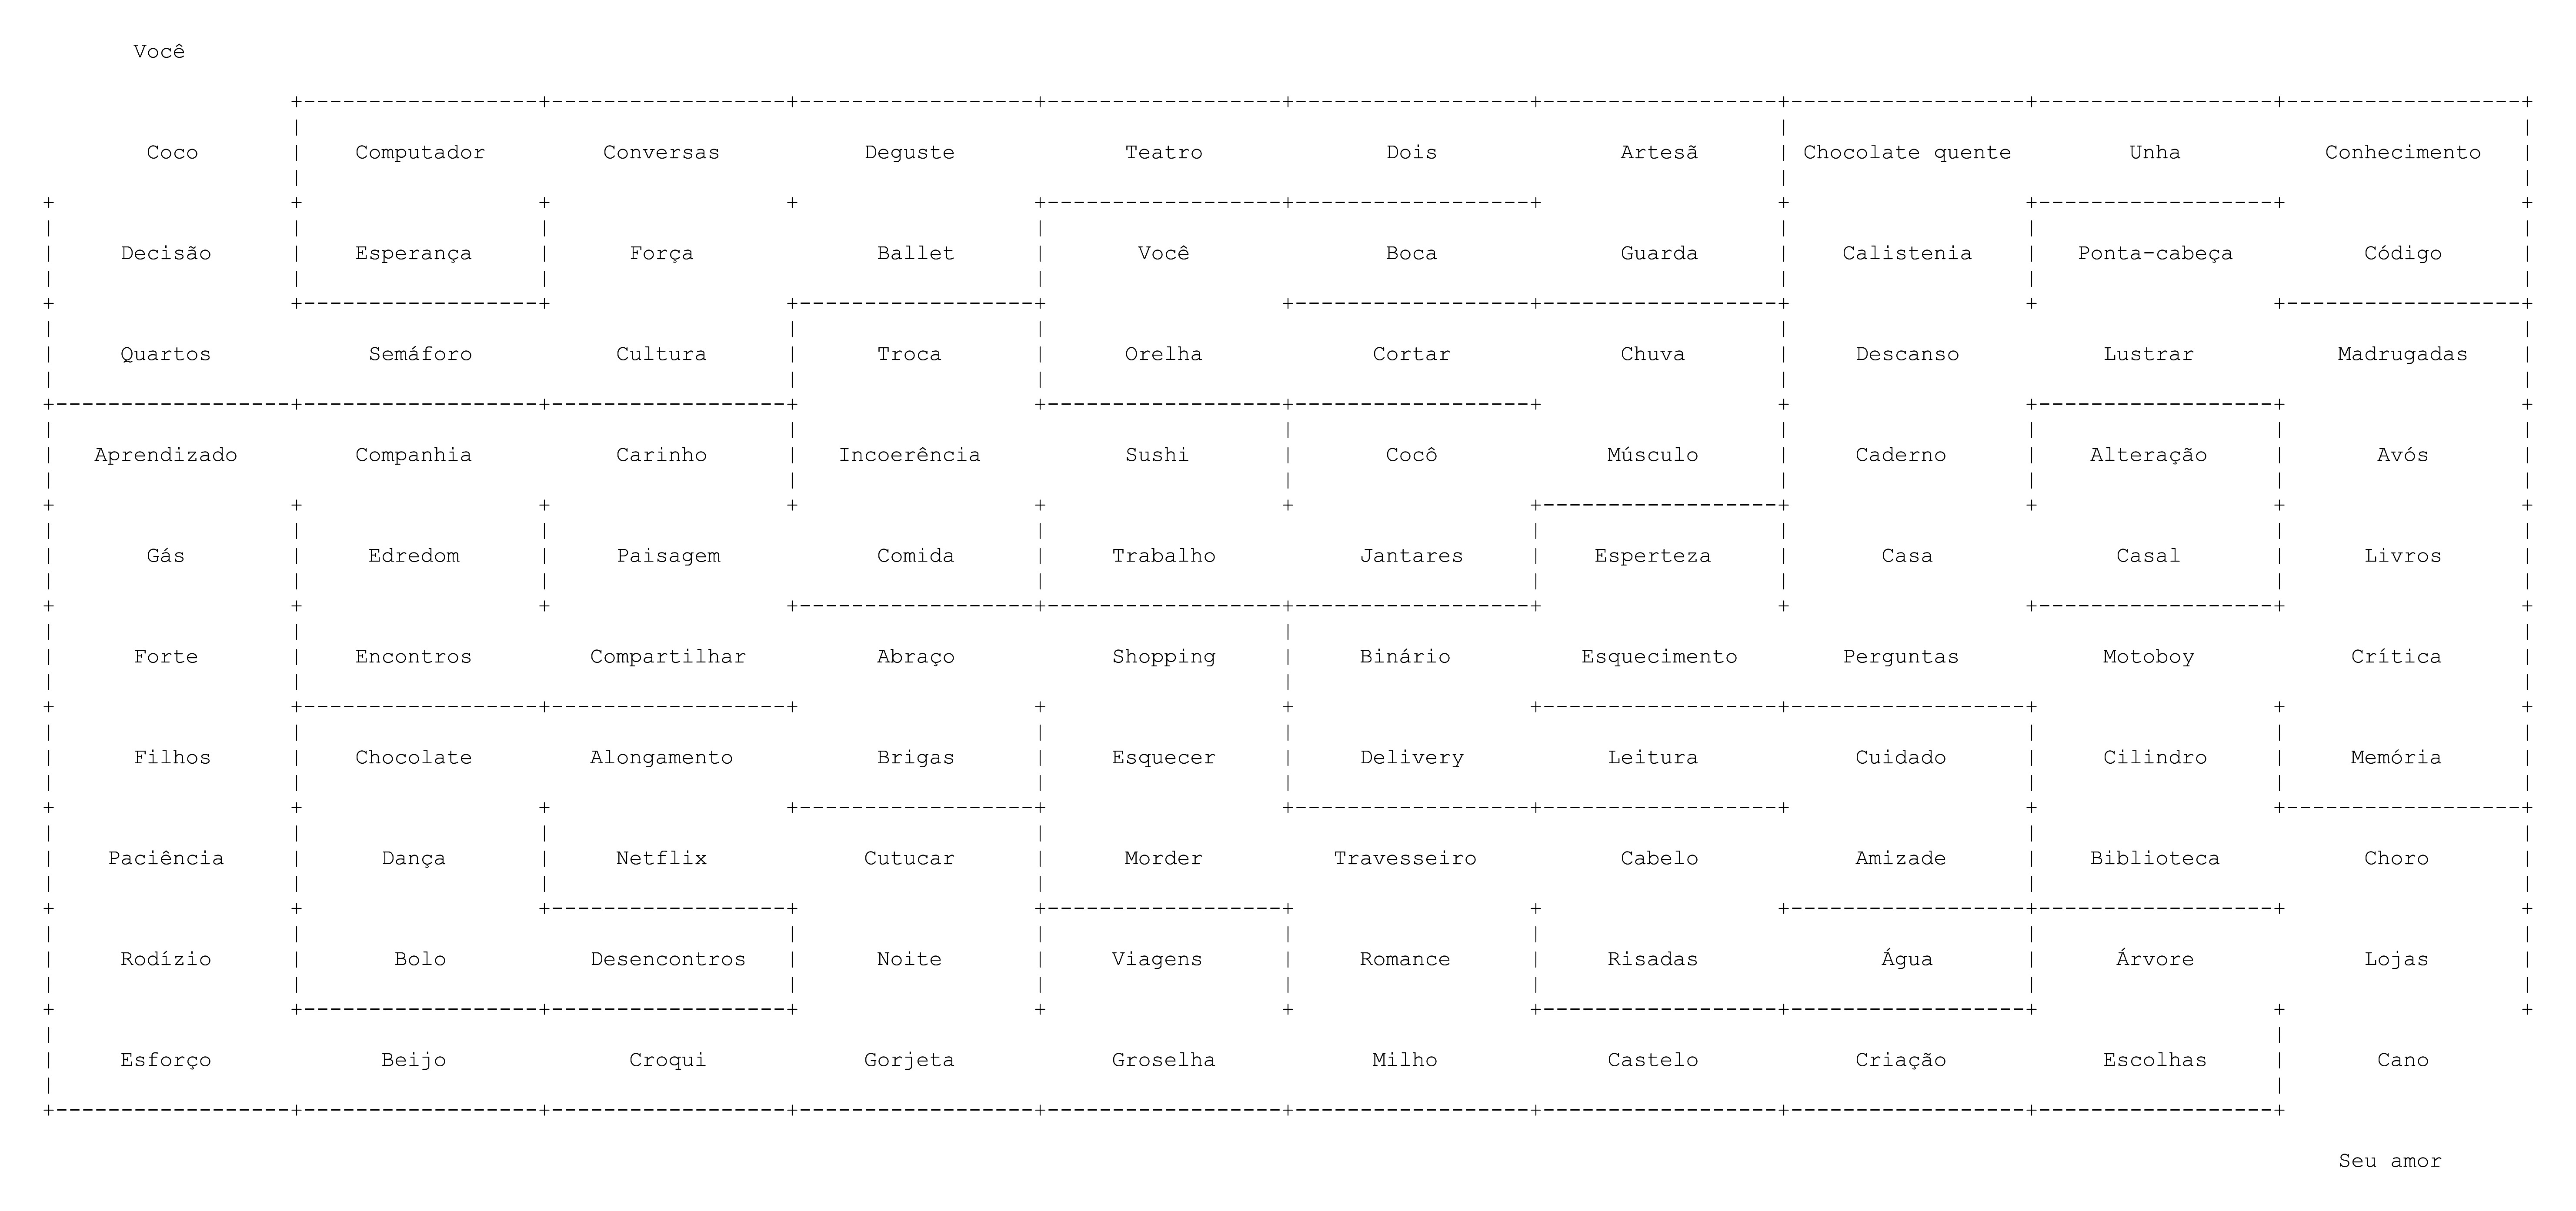 Você
Coco Computador Conversas Deguste Teatro Dois Artesã Chocolate quente Unha Conhecimento
Decisão Esperança Força Ballet Você Boca Guarda Calistenia Ponta-cabeça Código
Quartos Semáforo Cultura Troca Orelha Cortar Chuva Descanso Lustrar Madrugadas
Aprendizado Companhia Carinho Incoerência Sushi Cocô Músculo Caderno Alteração Avós
Gás Edredom Paisagem Comida Trabalho Jantares Esperteza Casa Casal Livros
Forte Encontros Compartilhar Abraço Shopping Binário Esquecimento Perguntas Motoboy Crítica
Filhos Chocolate Alongamento Brigas Esquecer Delivery Leitura Cuidado Cilindro Memória
Paciência Dança Netflix Cutucar Morder Travesseiro Cabelo Amizade Biblioteca Choro
Rodízio Bolo Desencontros Noite Viagens Romance Risadas Água Árvore Lojas
Esforço Beijo Croqui Gorjeta Groselha Milho Castelo Criação Escolhas Cano
Seu amor